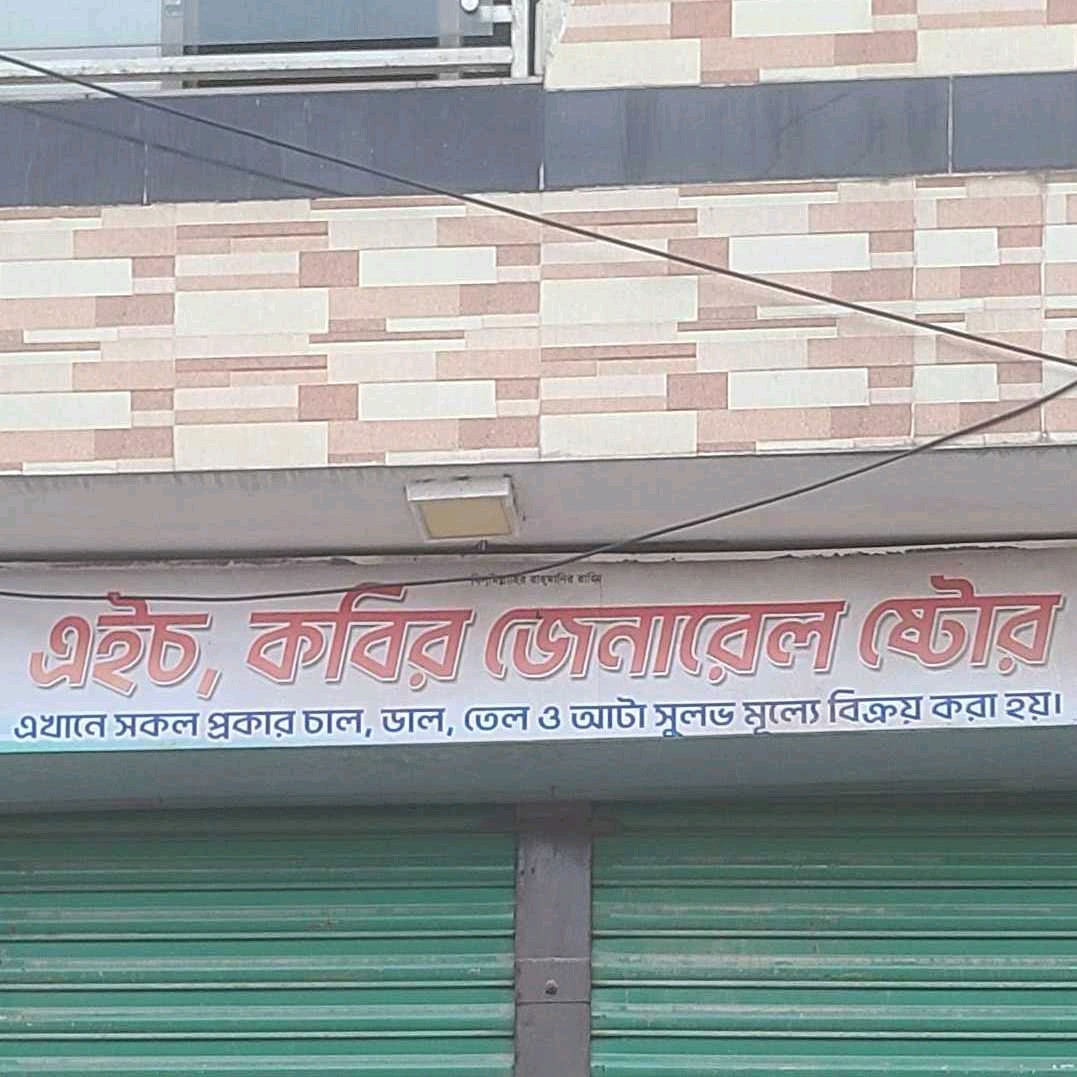 বিস্‌মিল্লাহির রাহ্‌মানির রাহিম
এইচ, কবির জেনারেল ষ্টোর
এখানে সকল প্রকার চাল, ডাল, তেল ও আটা সুলভ মূল্যে বিক্রয় করা হয়।